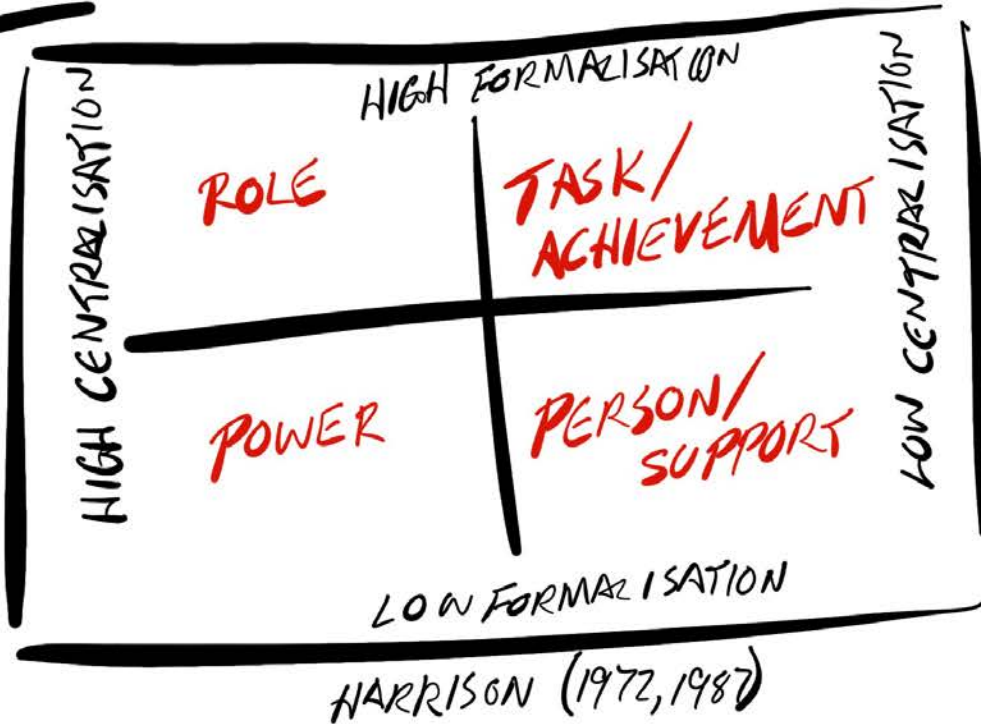 HIGH FORMALISATION
HIGH CENTRALISATION
ROLE
TASK/
ACHIEVEMENT
LOW CENTRALISATION
POWER
PERSON/
SUPPORT
LOW FORMALISATION
HARRISON (1972, 1987)